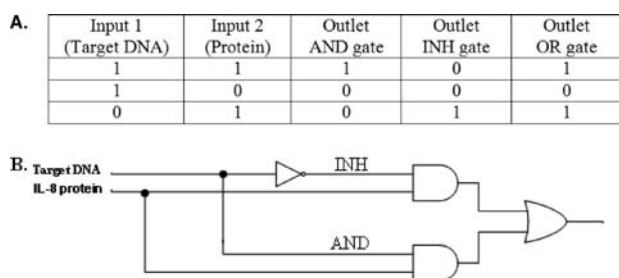 A.
Input 1 (Target DNA) Input 2 (Protein) Outlet AND gate Outlet INH gate Outlet OR gate
1 1 1 0 1
1 0 0 0 0
0 1 0 1 1
B. Target DNA INH
IL-8 protein
AND